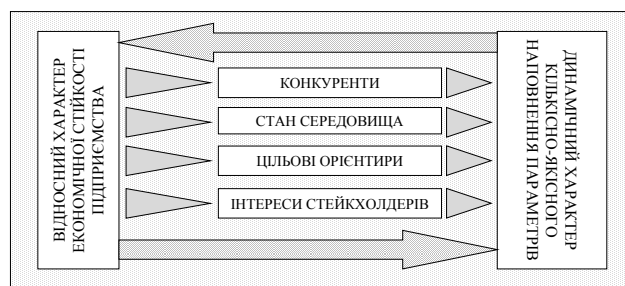 ВІДНОСНИЙ ХАРАКТЕР
ЕКОНОМІЧНОЇ СТІЙКОСТІ
ПІДПРИЄМСТВА
КОНКУРЕНТИ
СТАН СЕРЕДОВИЩА
ЦІЛЬОВІ ОРІЄНТИРИ
ІНТЕРЕСИ СТЕЙКХОЛДЕРІВ
ДИНАМІЧНИЙ ХАРАКТЕР
КІЛЬКІСНО-ЯКІСНОГО
НАПОВНЕННЯ ПАРАМЕТРІВ